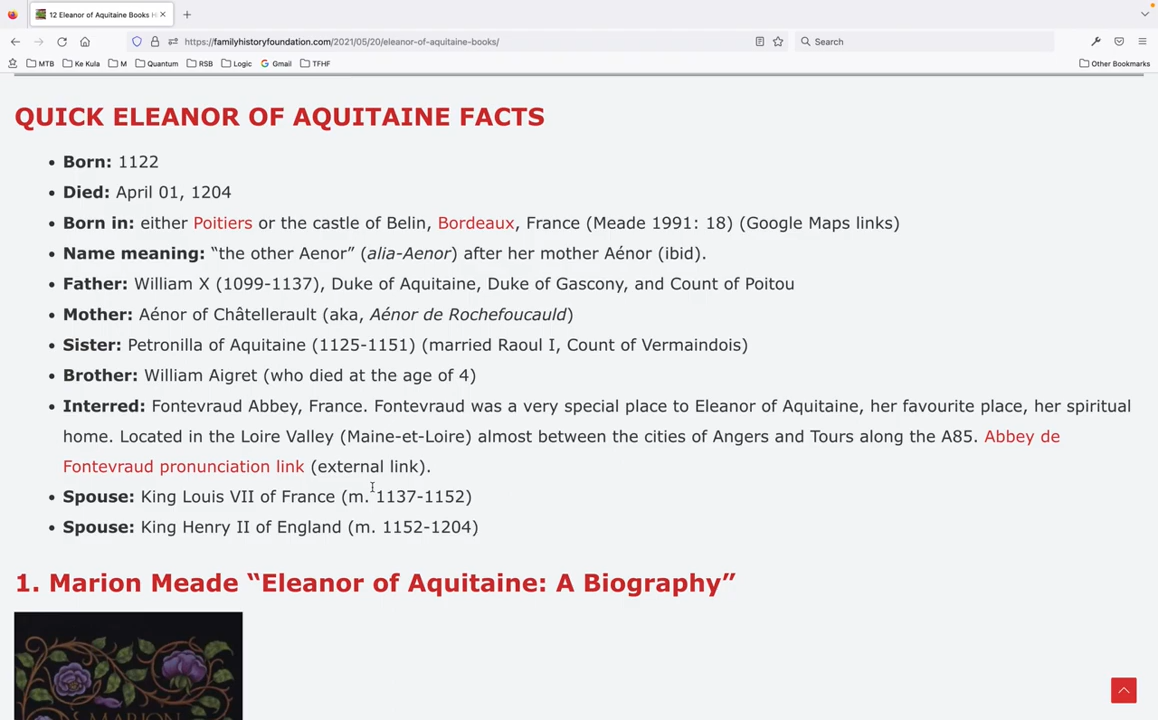 12 Eleanor of Aquitaine Books H
https://familyhistoryfoundation.com/2021/05/20/eleanor-of-aquitaine-books/
Search
MTB Ke Kula M Quantum RSB Logic Gmail TFHF Other Bookmarks
QUICK ELEANOR OF AQUITAINE FACTS
• Born: 1122
• Died: April 01, 1204
• Born in: either Poitiers or the castle of Belin, Bordeaux, France (Meade 1991: 18) (Google Maps links)
• Name meaning: “the other Aenor” (alia-Aenor) after her mother Aénor (ibid).
• Father: William X (1099-1137), Duke of Aquitaine, Duke of Gascony, and Count of Poitou
• Mother: Aénor of Châtellerault (aka, Aénor de Rochefoucauld)
• Sister: Petronilla of Aquitaine (1125-1151) (married Raoul I, Count of Vermaindois)
• Brother: William Aigret (who died at the age of 4)
• Interred: Fontevraud Abbey, France. Fontevraud was a very special place to Eleanor of Aquitaine, her favourite place, her spiritual
home. Located in the Loire Valley (Maine-et-Loire) almost between the cities of Angers and Tours along the A85. Abbey de
Fontevraud pronunciation link (external link).
• Spouse: King Louis VII of France (m. 1137-1152)
• Spouse: King Henry II of England (m. 1152-1204)
1. Marion Meade “Eleanor of Aquitaine: A Biography”
MARION